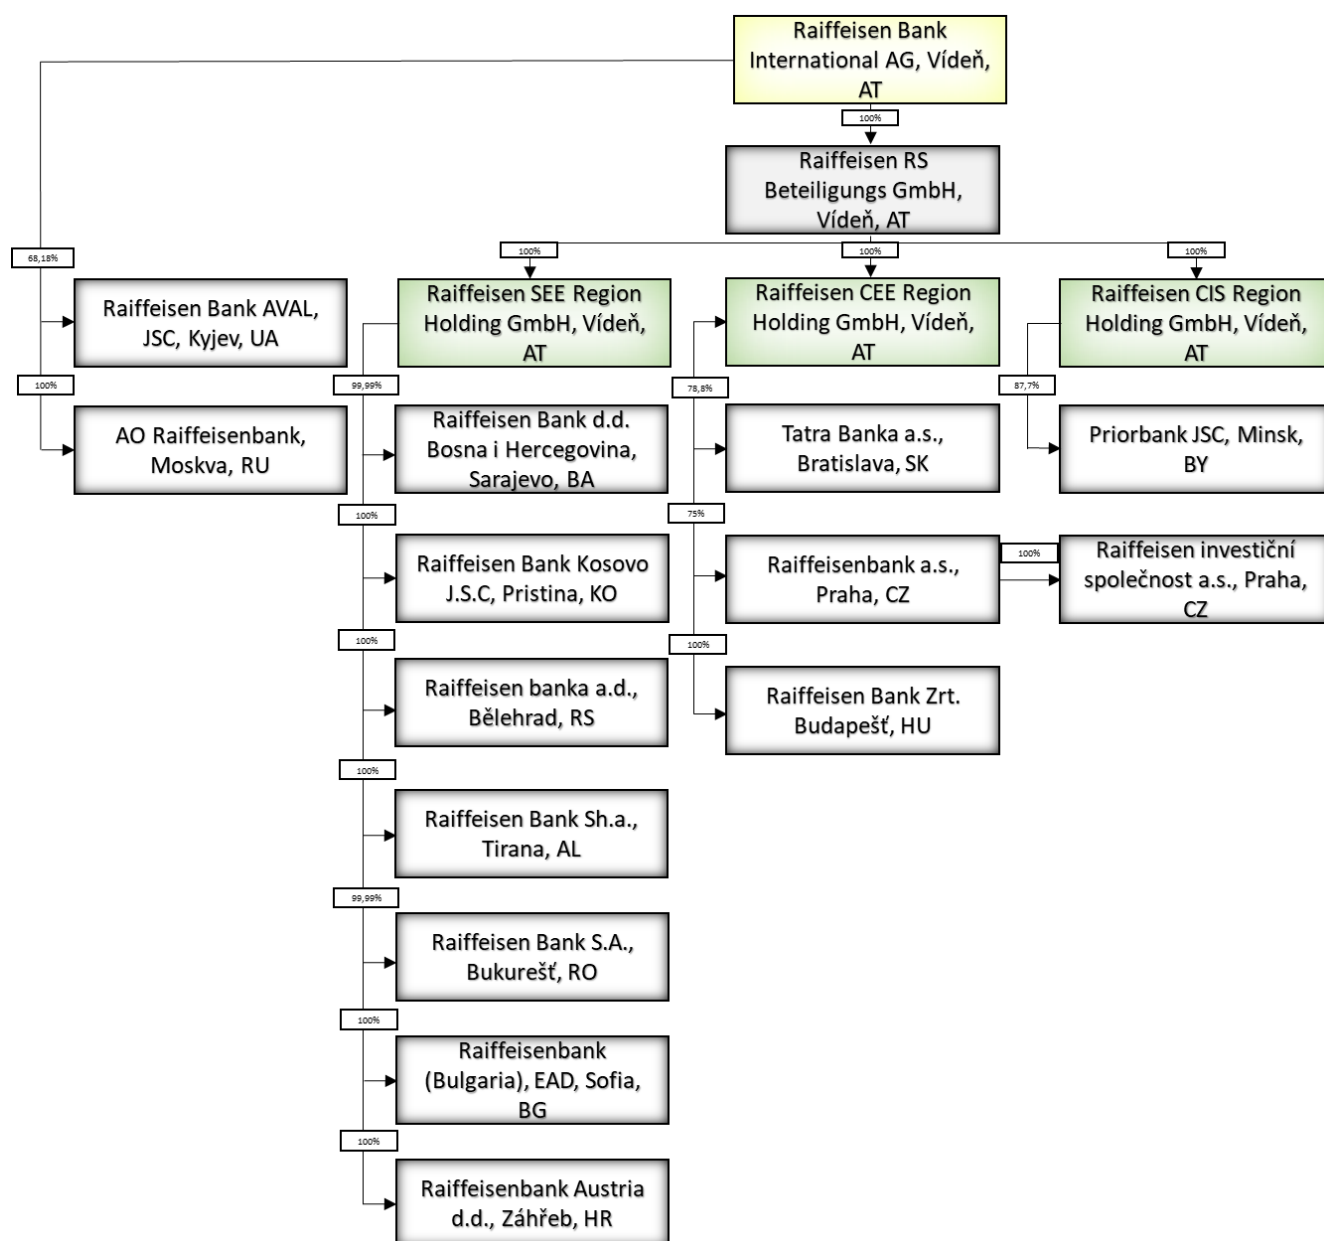 Raiffeisen Bank
International AG, Vídeň,
AT
100%
Raiffeisen RS
Beteiligungs GmbH,
Vídeň, AT
68,18%
100%
100%
100%
Raiffeisen Bank AVAL,
JSC, Kyjev, UA
Raiffeisen SEE Region
Holding GmbH, Vídeň,
AT
Raiffeisen CEE Region
Holding GmbH, Vídeň,
AT
Raiffeisen CIS Region
Holding GmbH, Vídeň,
AT
100%
99,99%
78,8%
87,7%
AO Raiffeisenbank,
Moskva, RU
Raiffeisen Bank d.d.
Bosna i Hercegovina,
Sarajevo, BA
Tatra Banka a.s.,
Bratislava, SK
Priorbank JSC, Minsk,
BY
100%
75%
Raiffeisen Bank Kosovo
J.S.C, Pristina, KO
Raiffeisenbank a.s.,
Praha, CZ
100%
Raiffeisen investiční
společnost a.s., Praha,
CZ
100%
100%
Raiffeisen banka a.d.,
Bělehrad, RS
Raiffeisen Bank Zrt.
Budapešť, HU
100%
Raiffeisen Bank Sh.a.,
Tirana, AL
99,99%
Raiffeisen Bank S.A.,
Bukurešť, RO
100%
Raiffeisenbank
(Bulgaria), EAD, Sofia,
BG
100%
Raiffeisenbank Austria
d.d., Záhřeb, HR